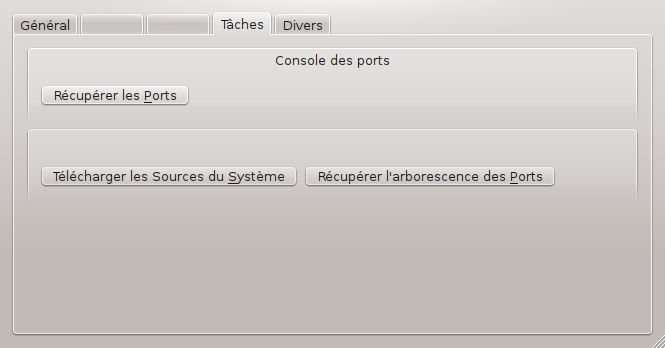 Général Tâches Divers
Console des ports
Récupérer les Ports
Télécharger les Sources du Système Récupérer l'arborescence des Ports